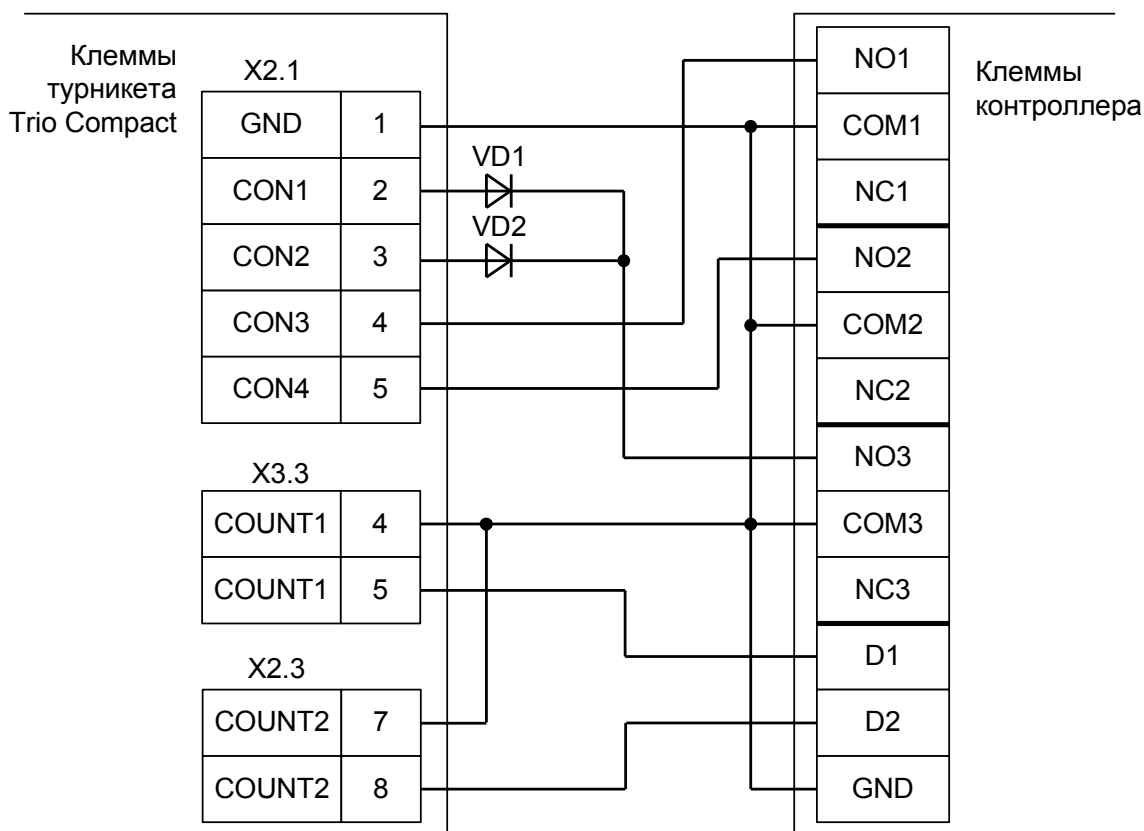 Клеммы
турникета
Trio Compact
X2.1
GND 1
CON1 2
CON2 3
CON3 4
CON4 5
X3.3
COUNT1 4
COUNT1 5
X2.3
COUNT2 7
COUNT2 8
VD1
VD2
NO1
COM1
NC1
NO2
COM2
NC2
NO3
COM3
NC3
D1
D2
GND
Клеммы
контроллера